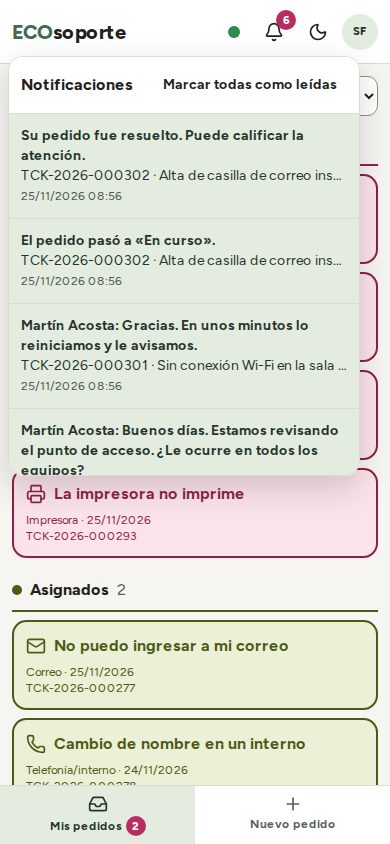 ECOsoporte
6
SF
Notificaciones
Marcar todas como leídas
Su pedido fue resuelto. Puede calificar la
atención.
TCK-2026-000302 · Alta de casilla de correo ins…
25/11/2026 08:56
El pedido pasó a «En curso».
TCK-2026-000302 · Alta de casilla de correo ins…
25/11/2026 08:56
Martín Acosta: Gracias. En unos minutos lo
reiniciamos y le avisamos.
TCK-2026-000301 · Sin conexión Wi-Fi en la sala …
25/11/2026 08:56
Martín Acosta: Buenos días. Estamos revisando
el punto de acceso. ¿Le ocurre en todos los
equipos?
La impresora no imprime
Impresora · 25/11/2026
TCK-2026-000293
Asignados 2
No puedo ingresar a mi correo
Correo · 25/11/2026
TCK-2026-000277
Cambio de nombre en un interno
Telefonía/interno · 24/11/2026
TCK-2026-000278
Mis pedidos 2
Nuevo pedido